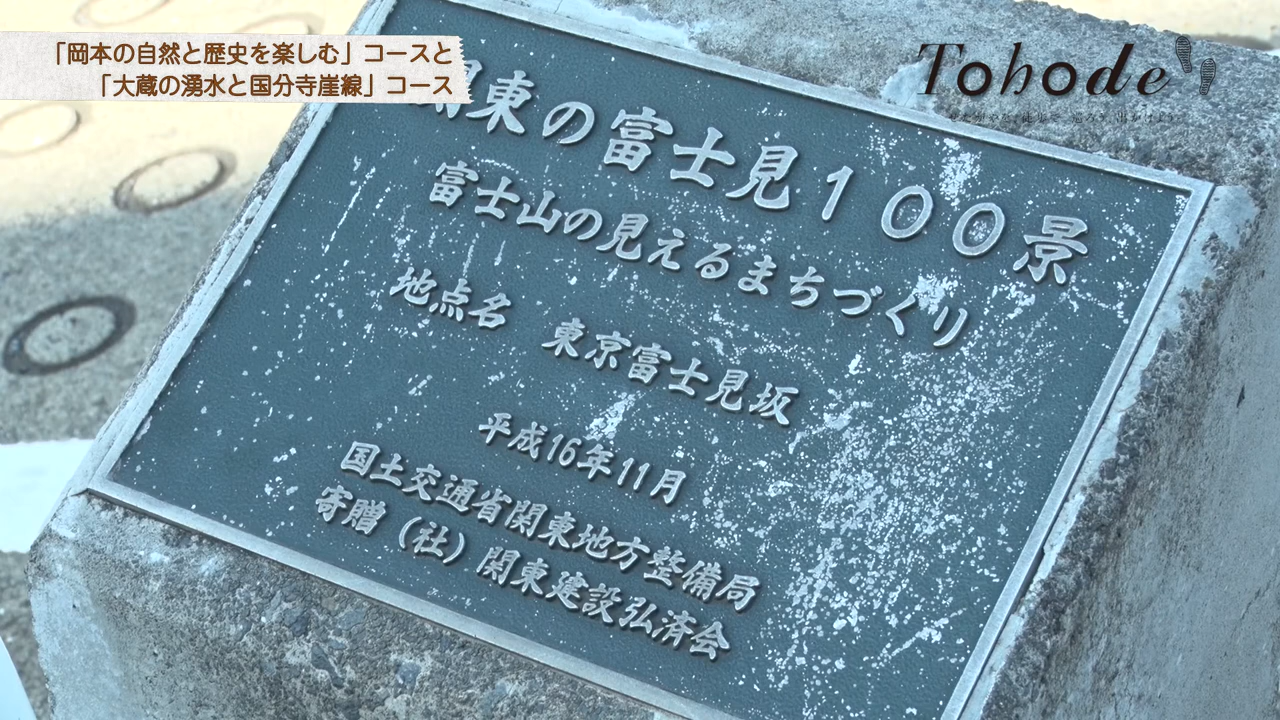 「岡本の自然と歴史を楽しむ」コースと
「大蔵の湧水と国分寺崖線」コース
Tohode
関東の富士見100景
富士山の見えるまちづくり
地点名 東京富士見坂
平成16年11月
国土交通省関東地方整備局
寄贈(社)関東建設弘済会